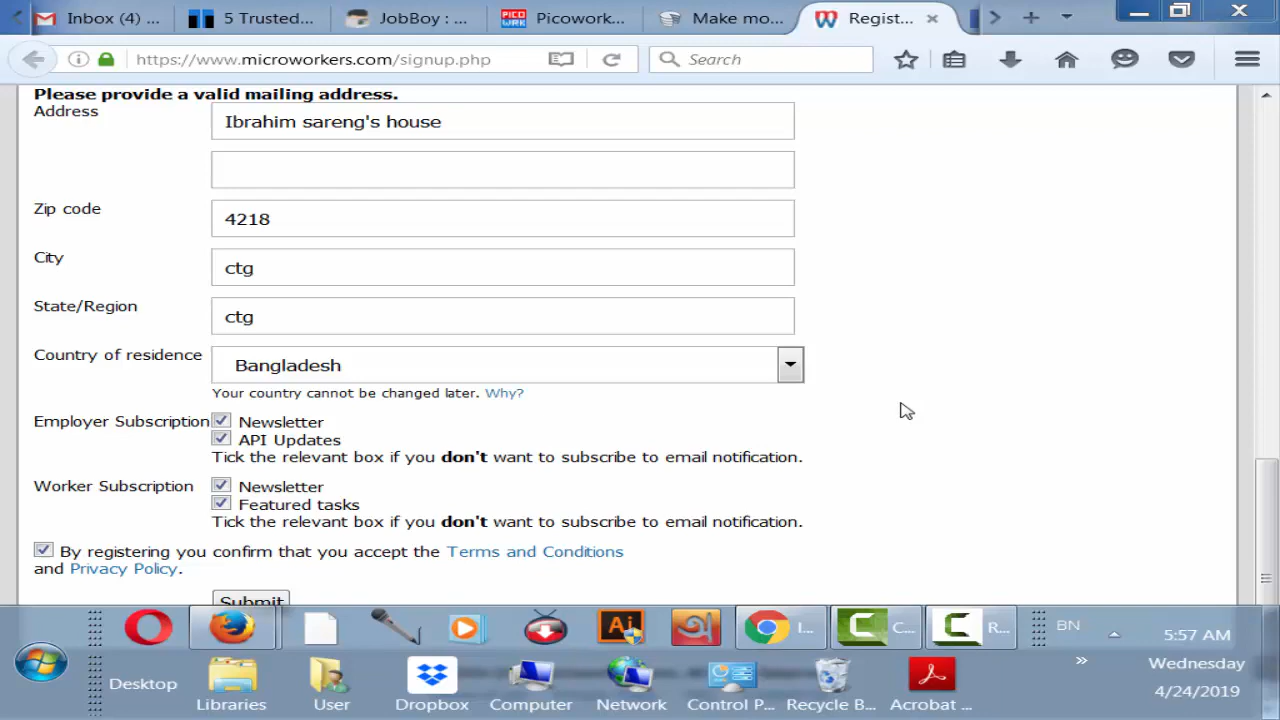 Inbox (4) ...
5 Trusted...
JobBoy : ...
PICO WORK
Picowork...
Make mo...
Regist...
https://www.microworkers.com/signup.php
Search
Please provide a valid mailing address.
Address
Ibrahim sareng's house
Zip code
4218
City
ctg
State/Region
ctg
Country of residence
Bangladesh
Your country cannot be changed later. Why?
Employer Subscription
Newsletter
API Updates
Tick the relevant box if you don't want to subscribe to email notification.
Worker Subscription
Newsletter
Featured tasks
Tick the relevant box if you don't want to subscribe to email notification.
By registering you confirm that you accept the Terms and Conditions
and Privacy Policy.
Submit
Ai
I...
C...
R...
BN
5:57 AM
Desktop
Libraries
User
Dropbox
Computer
Network
Control P...
Recycle B...
Acrobat ...
»
Wednesday
4/24/2019